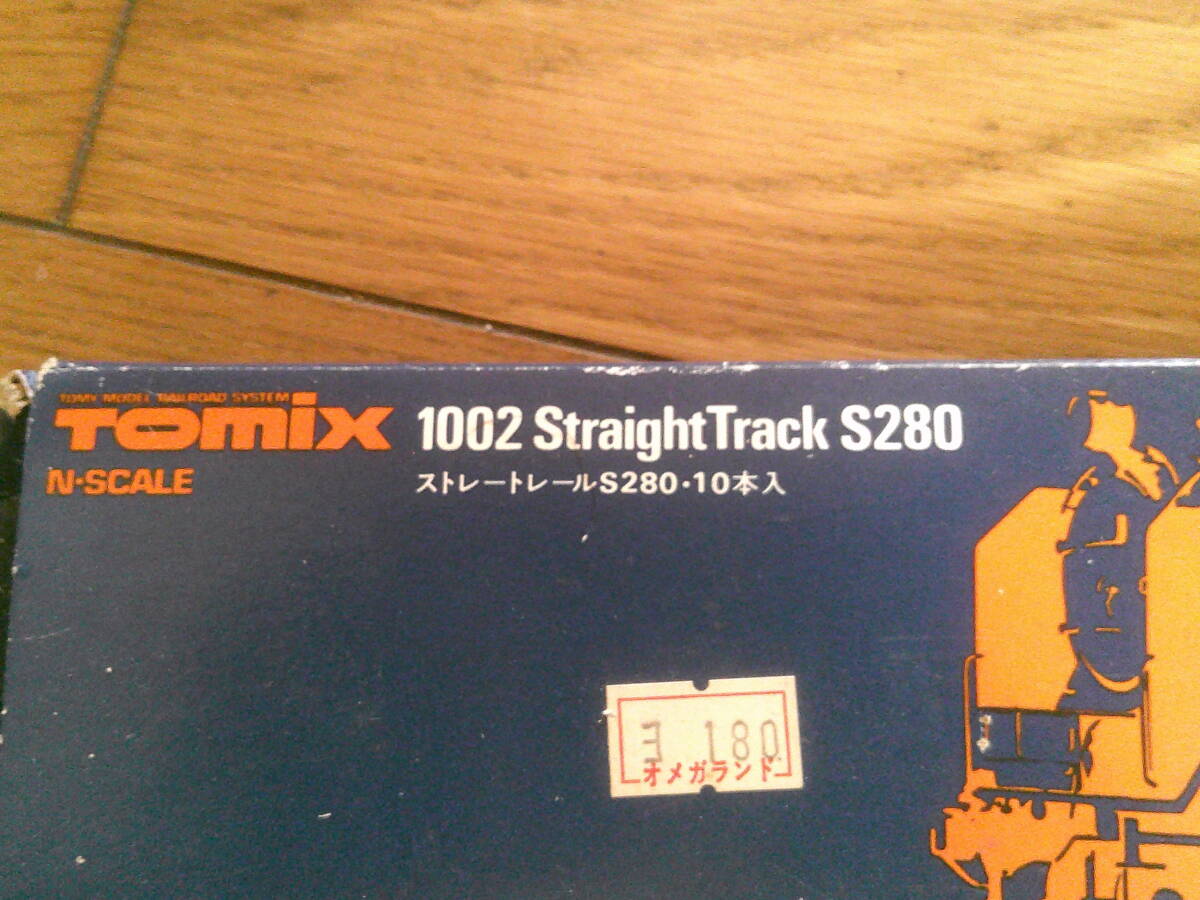 TOMY MODEL RAILROAD SYSTEM
TOMIX
N·SCALE
1002 StraightTrack S280
ストレートレールS280・10本入
ヨ 180
オメガランド